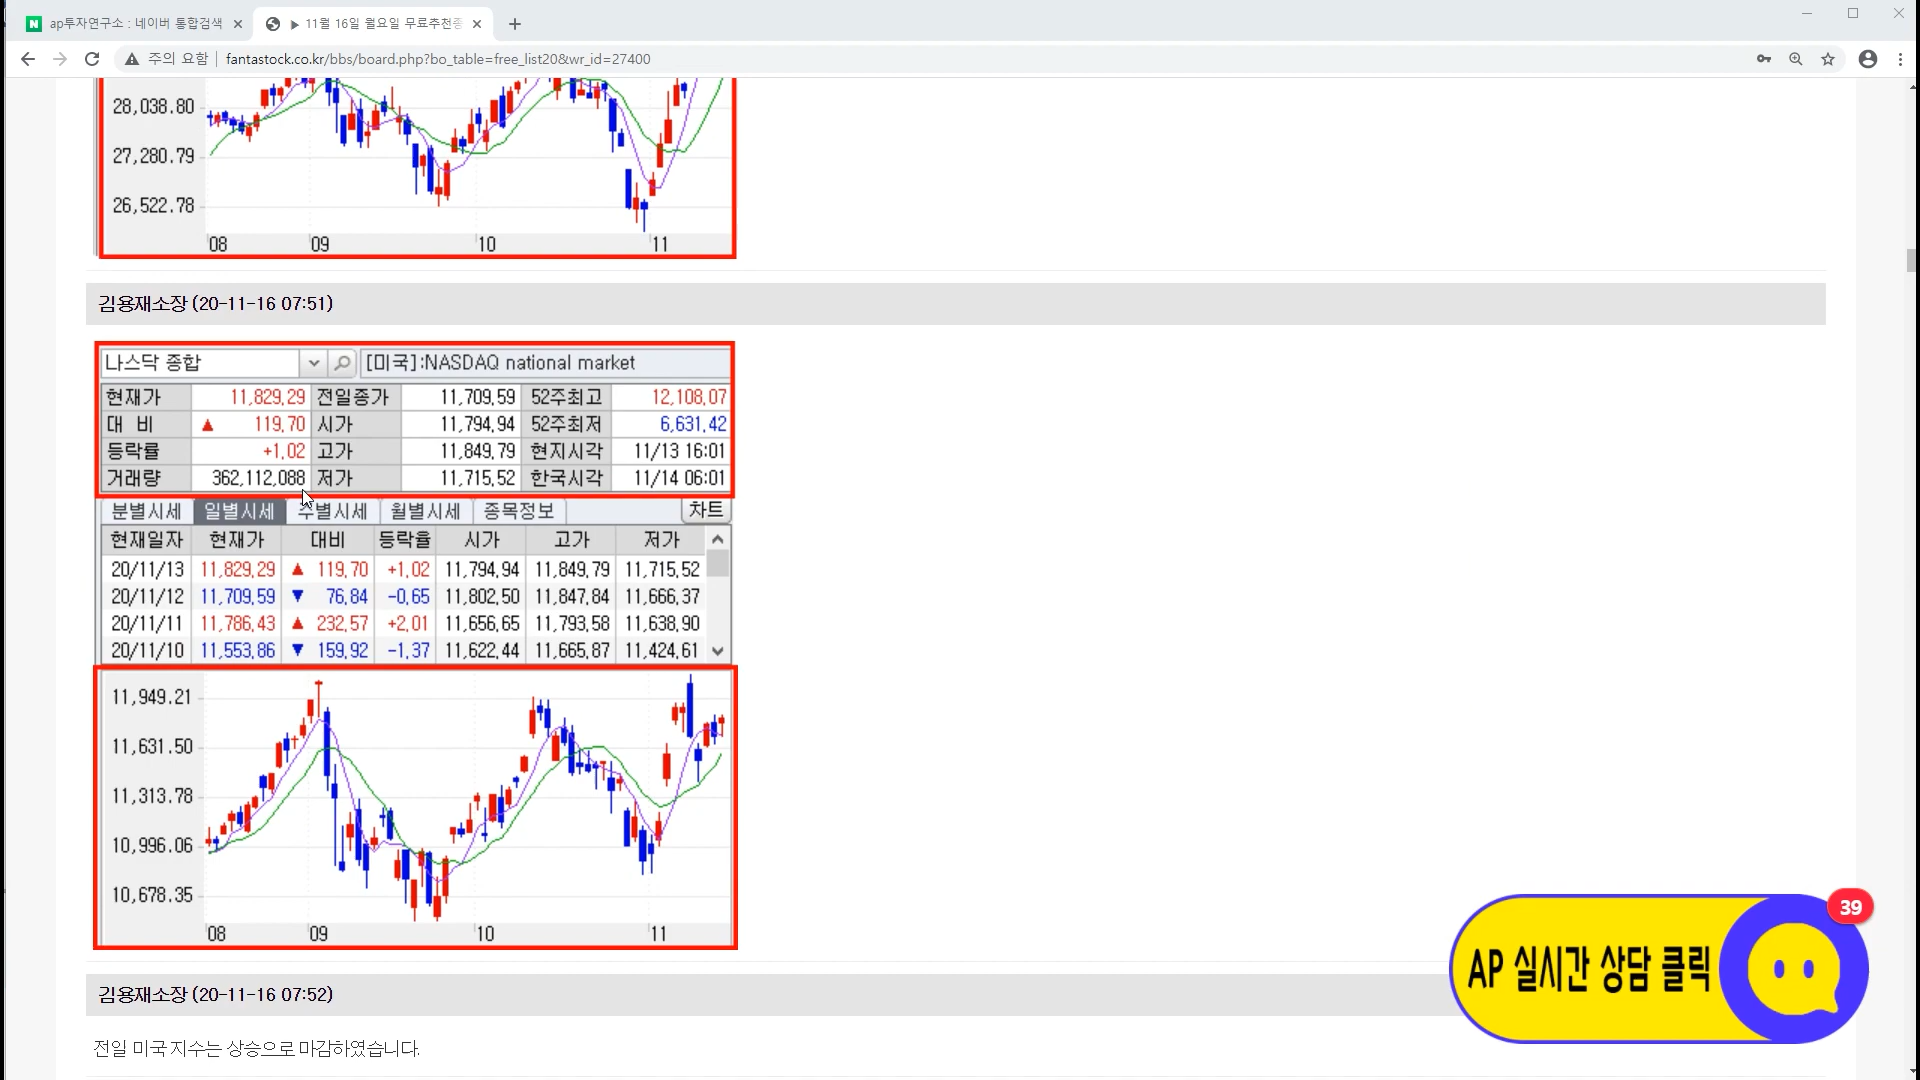 ap투자연구소 : 네이버 통합검색
▶ 11월 16일 월요일 무료추천종
주의 요함
fantastock.co.kr/bbs/board.php?bo_table=free_list20&wr_id=27400
28,038.80
27,280.79
26,522.78
08 09 10 11
김용재소장 (20-11-16 07:51)
나스닥 종합 [미국]:NASDAQ national market
현재가 11,829,29 전일종가 11,709,59 52주최고 12,108,07
대 비 ▲ 119,70 시가 11,794,94 52주최저 6,631,42
등락률 +1,02 고가 11,849,79 현지시각 11/13 16:01
거래량 362,112,088 저가 11,715,52 한국시각 11/14 06:01
분별시세 일별시세 주별시세 월별시세 종목정보 차트
현재일자 현재가 대비 등락율 시가 고가 저가
20/11/13 11,829,29 ▲ 119,70 +1,02 11,794,94 11,849,79 11,715,52
20/11/12 11,709,59 ▼ 76,84 -0,65 11,802,50 11,847,84 11,666,37
20/11/11 11,786,43 ▲ 232,57 +2,01 11,656,65 11,793,58 11,638,90
20/11/10 11,553,86 ▼ 159,92 -1,37 11,622,44 11,665,87 11,424,61
11,949.21
11,631.50
11,313.78
10,996.06
10,678.35
08 09 10 11
39
AP 실시간 상담 클릭
김용재소장 (20-11-16 07:52)
전일 미국 지수는 상승으로 마감하였습니다.